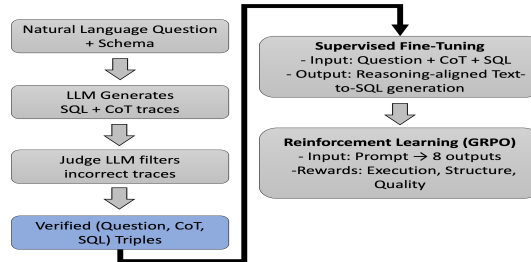 Natural Language Question
+ Schema
LLM Generates
SQL + CoT traces
Judge LLM filters
incorrect traces
Verified (Question, CoT,
SQL) Triples
Supervised Fine-Tuning
- Input: Question + CoT + SQL
- Output: Reasoning-aligned Text-
to-SQL generation
Reinforcement Learning (GRPO)
- Input: Prompt → 8 outputs
-Rewards: Execution, Structure,
Quality